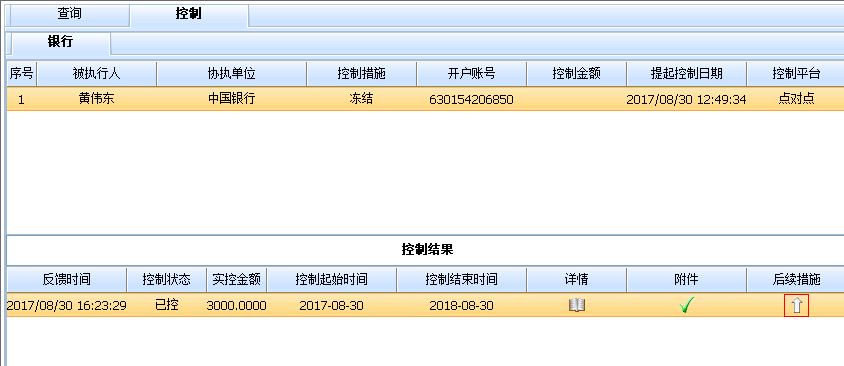 查询 控制
银行
序号 被执行人 协执单位 控制措施 开户账号 控制金额 提起控制日期 控制平台
1 黄伟东 中国银行 冻结 630154206850 2017/08/30 12:49:34 点对点
控制结果
反馈时间 控制状态 实控金额 控制起始时间 控制结束时间 详情 附件 后续措施
2017/08/30 16:23:29 已控 3000.0000 2017-08-30 2018-08-30